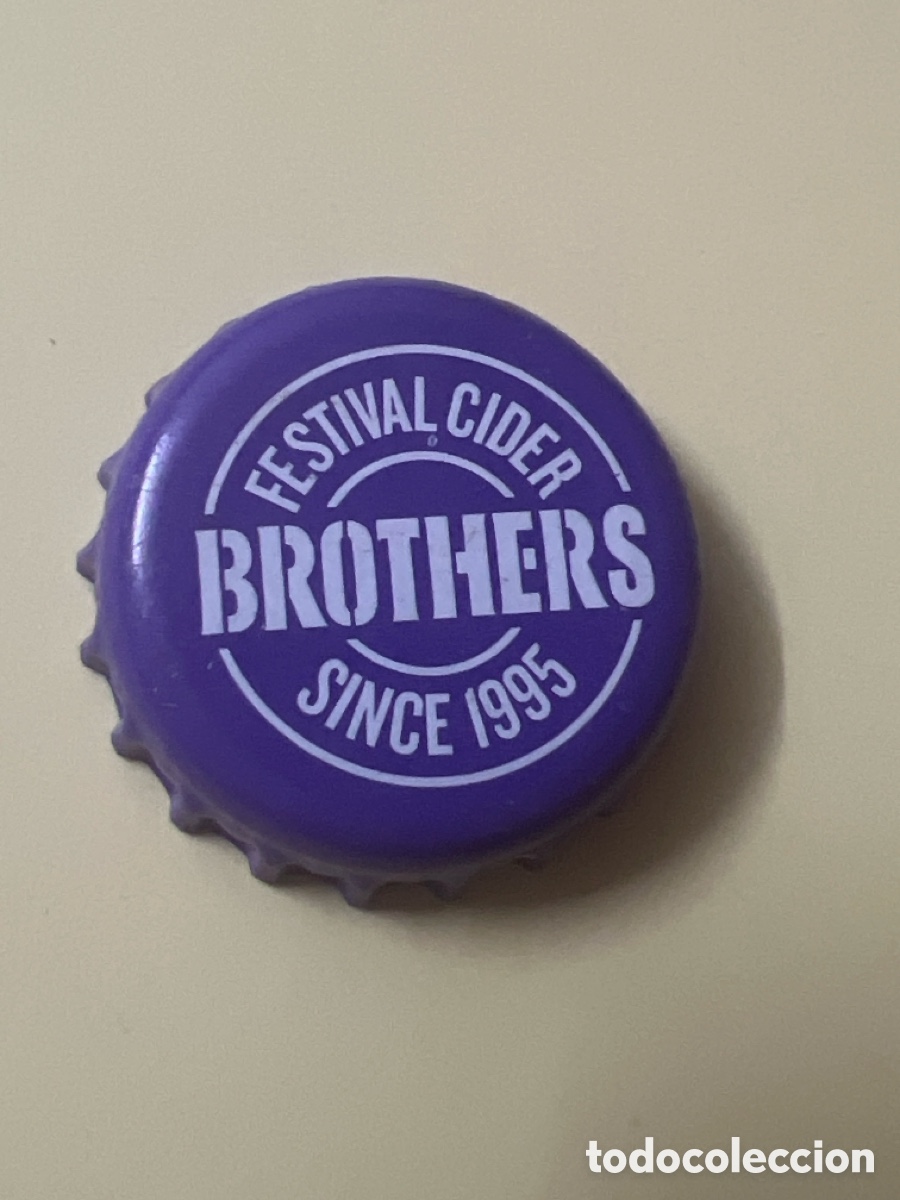 FESTIVAL CIDER
BROTHERS
SINCE 1995
todocoleccion